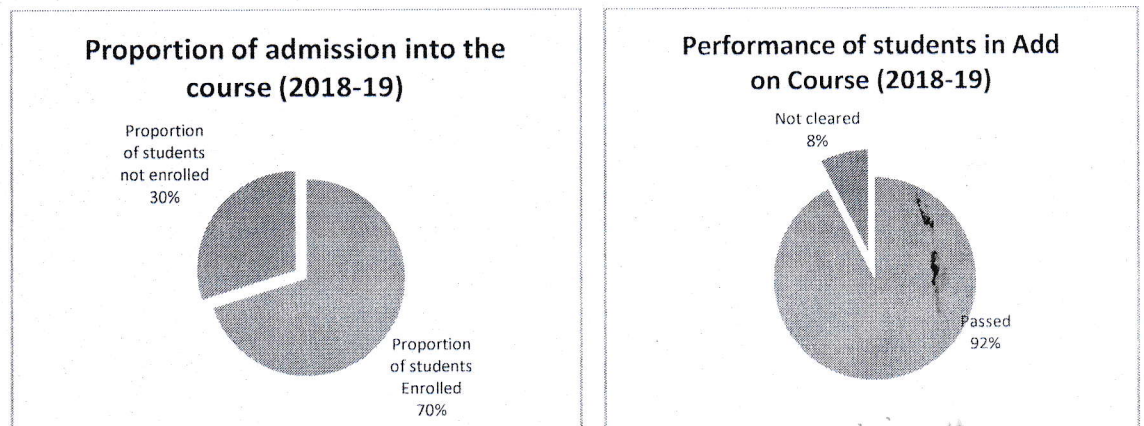 Proportion of admission into the
course (2018-19)
Proportion
of students
not enrolled
30%
Proportion
of students
Enrolled
70%
Performance of students in Add
on Course (2018-19)
Not cleared
8%
Passed
92%